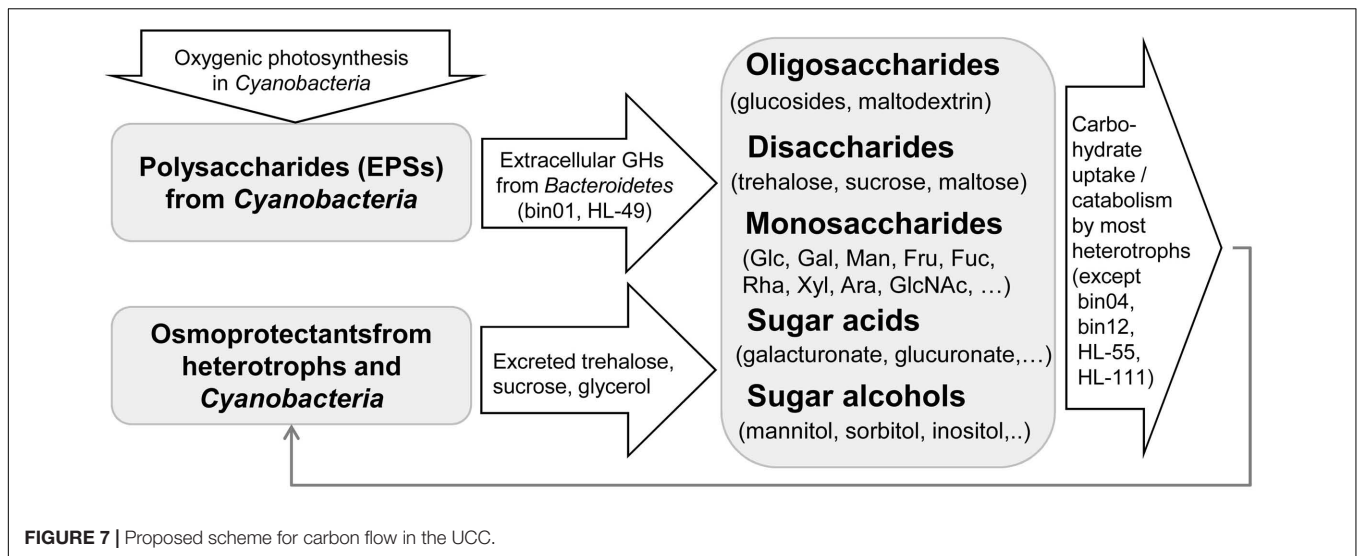 Oxygenic photosynthesis
in Cyanobacteria
Polysaccharides (EPSs)
from Cyanobacteria
Extracellular GHs
from Bacteroidetes
(bin01, HL-49)
Osmoprotectantsfrom
heterotrophs and
Cyanobacteria
Excreted trehalose,
sucrose, glycerol
Oligosaccharides
(glucosides, maltodextrin)
Disaccharides
(trehalose, sucrose, maltose)
Monosaccharides
(Glc, Gal, Man, Fru, Fuc,
Rha, Xyl, Ara, GlcNAc, …)
Sugar acids
(galacturonate, glucuronate,…)
Sugar alcohols
(mannitol, sorbitol, inositol,..)
Carbo-
hydrate
uptake /
catabolism
by most
heterotrophs
(except
bin04,
bin12,
HL-55,
HL-111)
FIGURE 7 | Proposed scheme for carbon flow in the UCC.